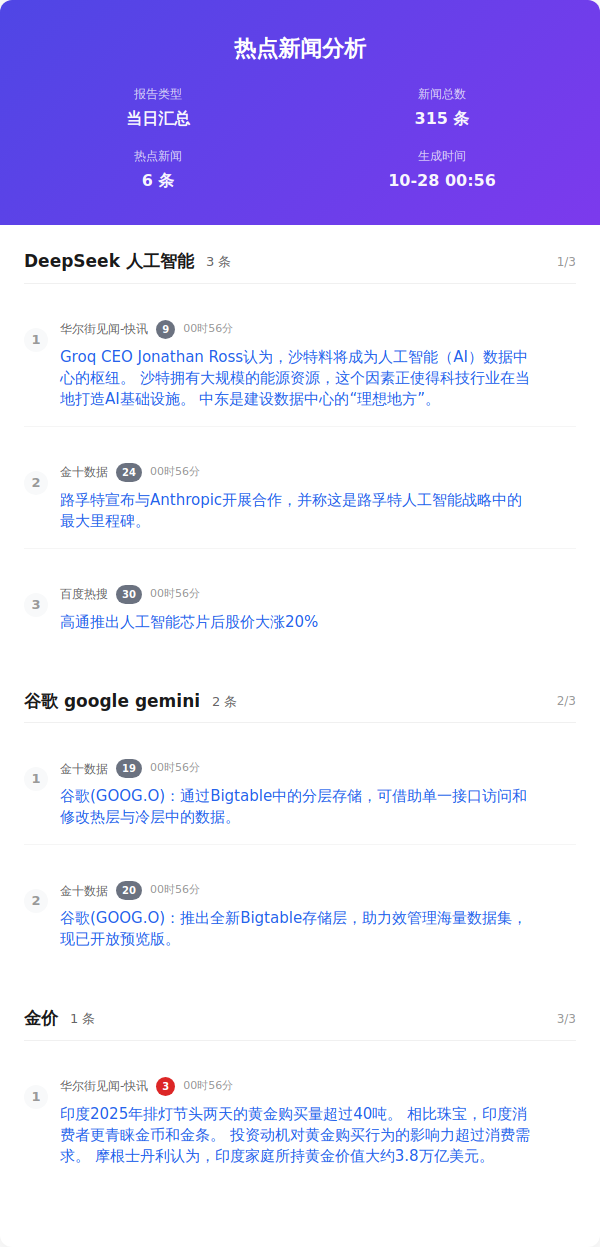 热点新闻分析
报告类型
当日汇总
新闻总数
315 条
热点新闻
6 条
生成时间
10-28 00:56
DeepSeek 人工智能 3 条 1/3
1
华尔街见闻-快讯 9 00时56分
Groq CEO Jonathan Ross认为，沙特料将成为人工智能（AI）数据中
心的枢纽。 沙特拥有大规模的能源资源，这个因素正使得科技行业在当
地打造AI基础设施。 中东是建设数据中心的“理想地方”。
2
金十数据 24 00时56分
路孚特宣布与Anthropic开展合作，并称这是路孚特人工智能战略中的
最大里程碑。
3
百度热搜 30 00时56分
高通推出人工智能芯片后股价大涨20%
谷歌 google gemini 2 条 2/3
1
金十数据 19 00时56分
谷歌(GOOG.O)：通过Bigtable中的分层存储，可借助单一接口访问和
修改热层与冷层中的数据。
2
金十数据 20 00时56分
谷歌(GOOG.O)：推出全新Bigtable存储层，助力效管理海量数据集，
现已开放预览版。
金价 1 条 3/3
1
华尔街见闻-快讯 3 00时56分
印度2025年排灯节头两天的黄金购买量超过40吨。 相比珠宝，印度消
费者更青睐金币和金条。 投资动机对黄金购买行为的影响力超过消费需
求。 摩根士丹利认为，印度家庭所持黄金价值大约3.8万亿美元。